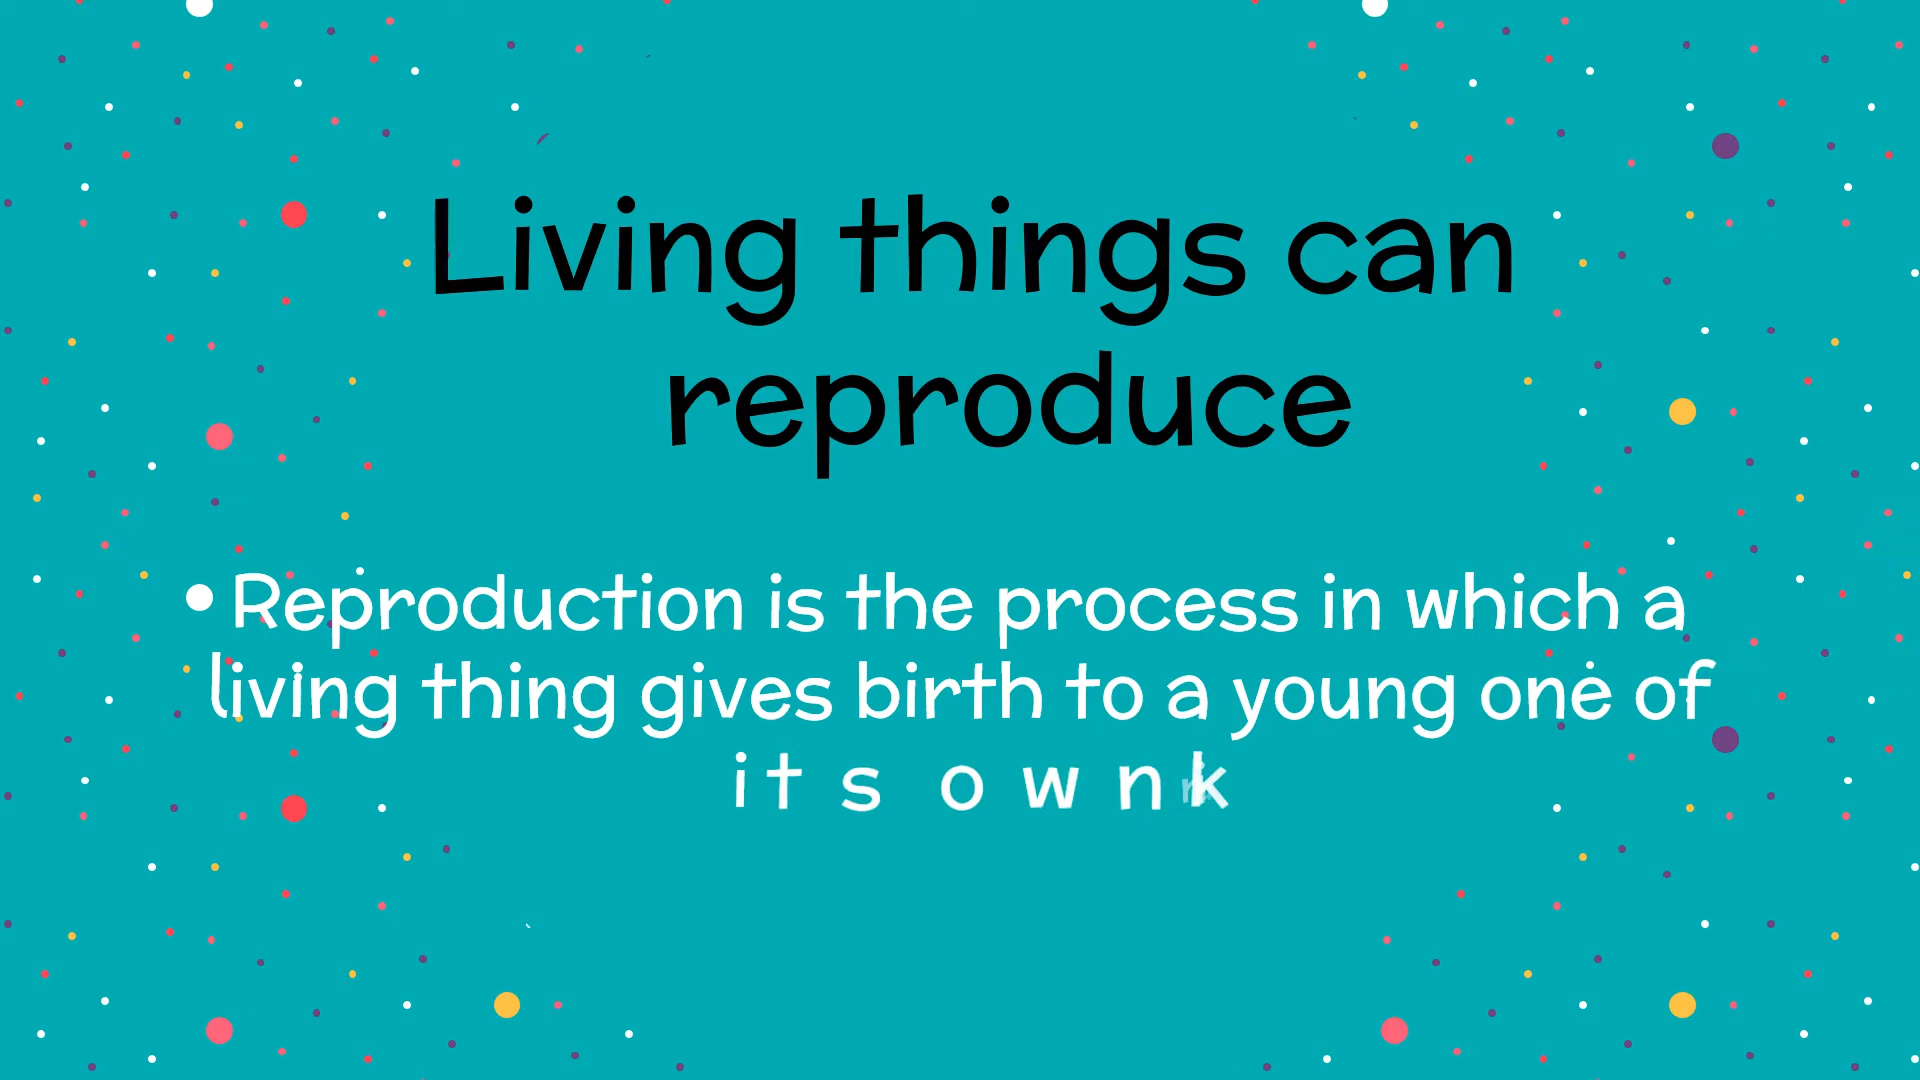 Living things can
reproduce
• Reproduction is the process in which a
living thing gives birth to a young one of
its own k